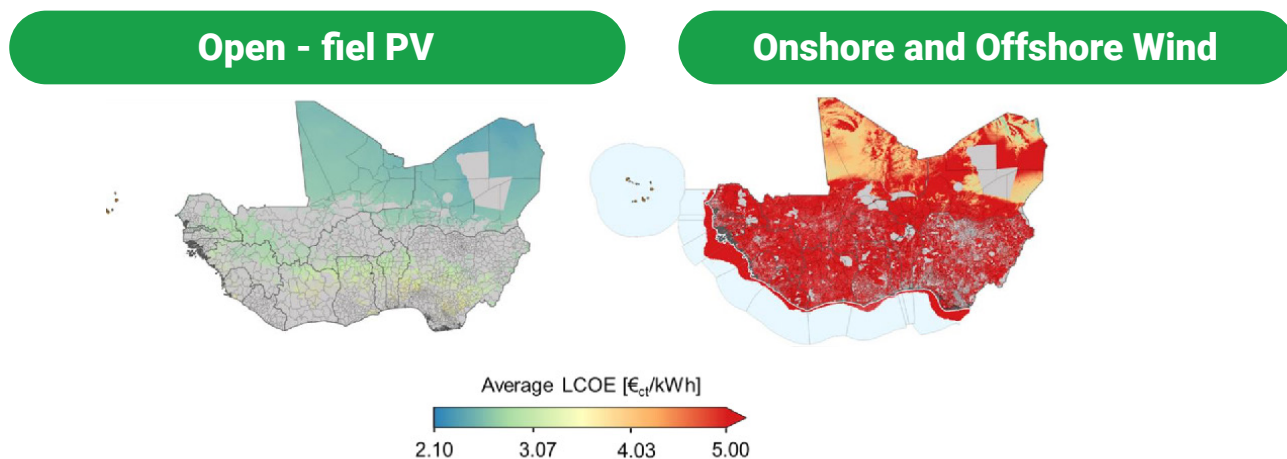 Open - fiel PV
Onshore and Offshore Wind
Average LCOE [€ct/kWh]
2.10 3.07 4.03 5.00